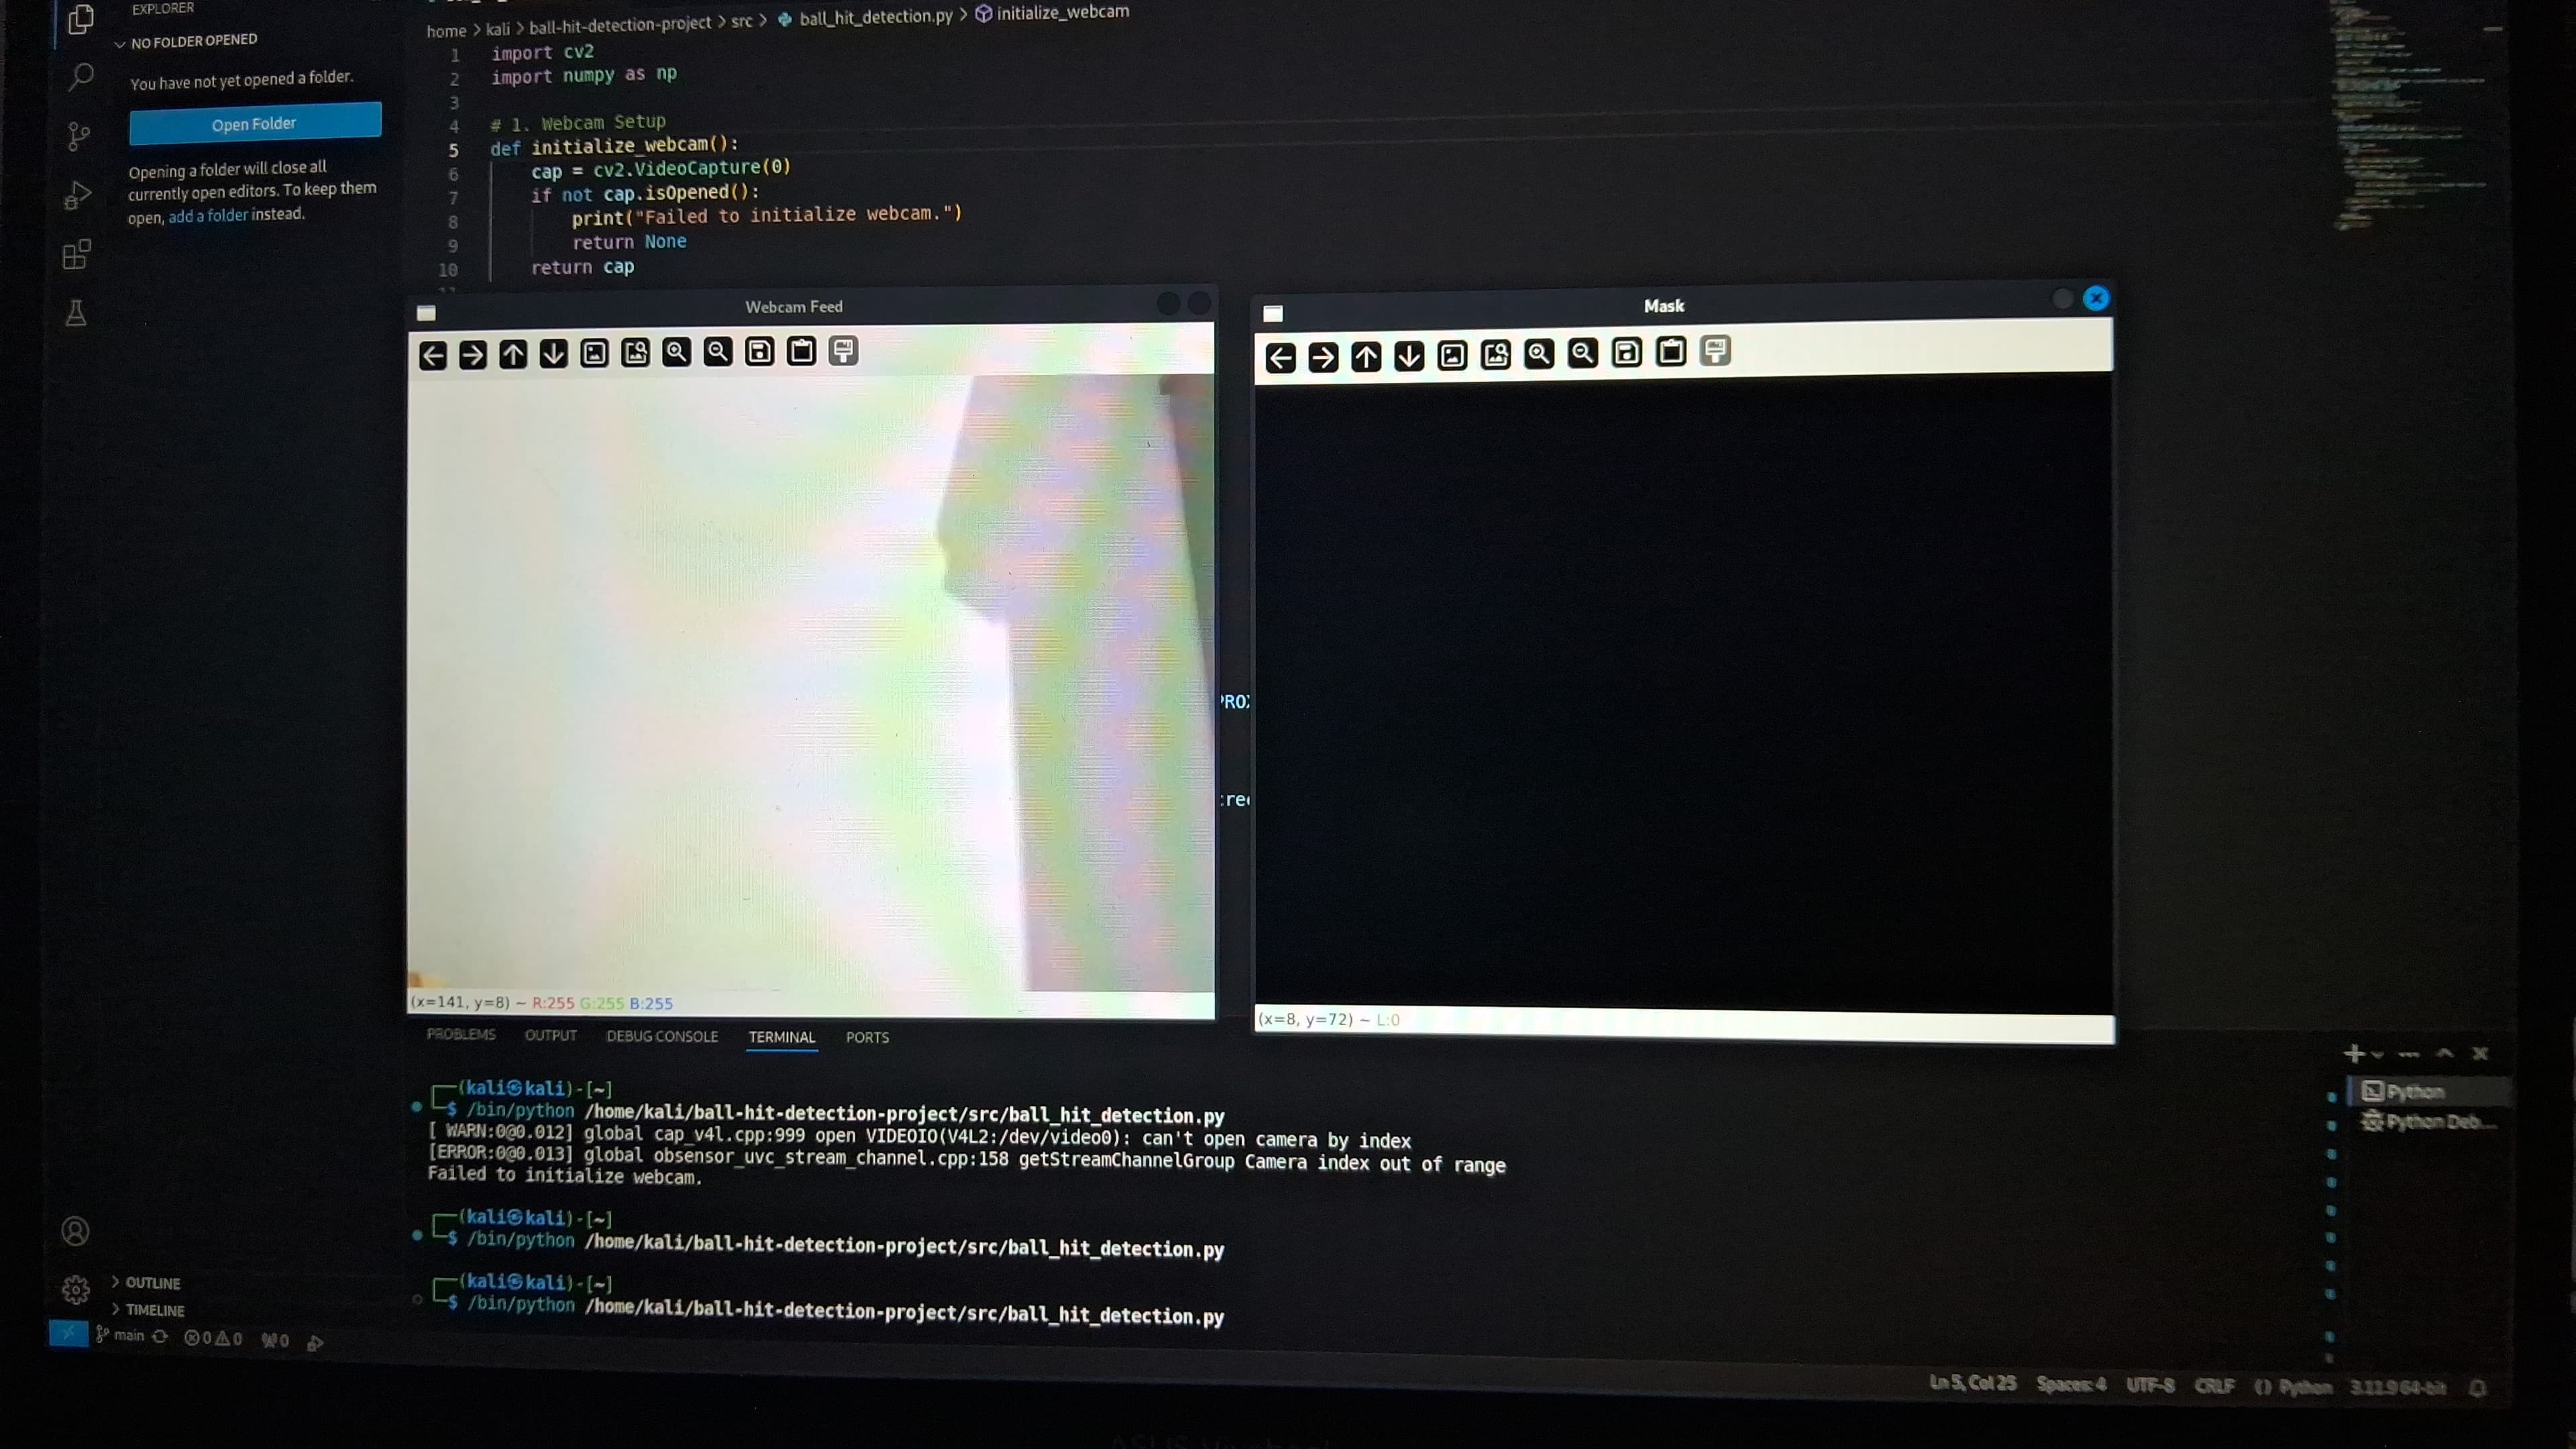 EXPLORER
NO FOLDER OPENED
You have not yet opened a folder.
Open Folder
Opening a folder will close all
currently open editors. To keep them
open, add a folder instead.
OUTLINE
TIMELINE
home > kali > ball-hit-detection-project > src > ball_hit_detection.py > initialize_webcam
1 import cv2
2 import numpy as np
3
4 # 1. Webcam Setup
5 def initialize_webcam():
6 cap = cv2.VideoCapture(0)
7 if not cap.isOpened():
8 print("Failed to initialize webcam.")
9 return None
10 return cap
Webcam Feed
(x=141, y=8) ~ R:255 G:255 B:255
Mask
(x=8, y=72) ~ L:0
PROBLEMS OUTPUT DEBUG CONSOLE TERMINAL PORTS
(kali㉿kali)-[~]
$ /bin/python /home/kali/ball-hit-detection-project/src/ball_hit_detection.py
[ WARN:0@0.012] global cap_v4l.cpp:999 open VIDEOIO(V4L2:/dev/video0): can't open camera by index
[ERROR:0@0.013] global obsensor_uvc_stream_channel.cpp:158 getStreamChannelGroup Camera index out of range
Failed to initialize webcam.
(kali㉿kali)-[~]
$ /bin/python /home/kali/ball-hit-detection-project/src/ball_hit_detection.py
(kali㉿kali)-[~]
$ /bin/python /home/kali/ball-hit-detection-project/src/ball_hit_detection.py
Python
Python Deb...
main 0 0 0
Ln 5, Col 25 Spaces: 4 UTF-8 CRLF Python 3.11.9 64-bit